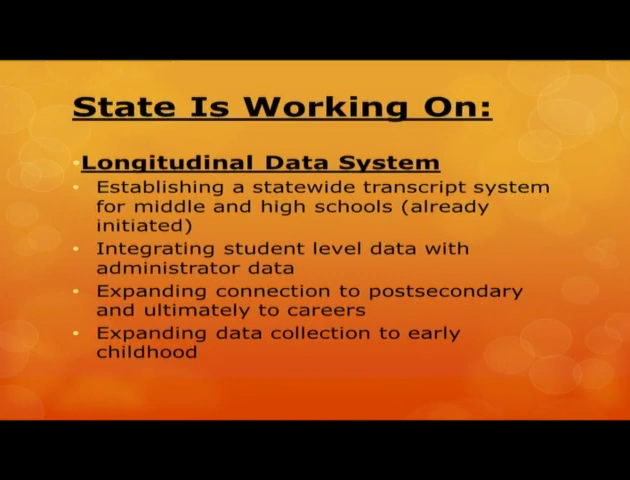 State Is Working On:
•Longitudinal Data System
• Establishing a statewide transcript system
for middle and high schools (already
initiated)
• Integrating student level data with
administrator data
• Expanding connection to postsecondary
and ultimately to careers
• Expanding data collection to early
childhood